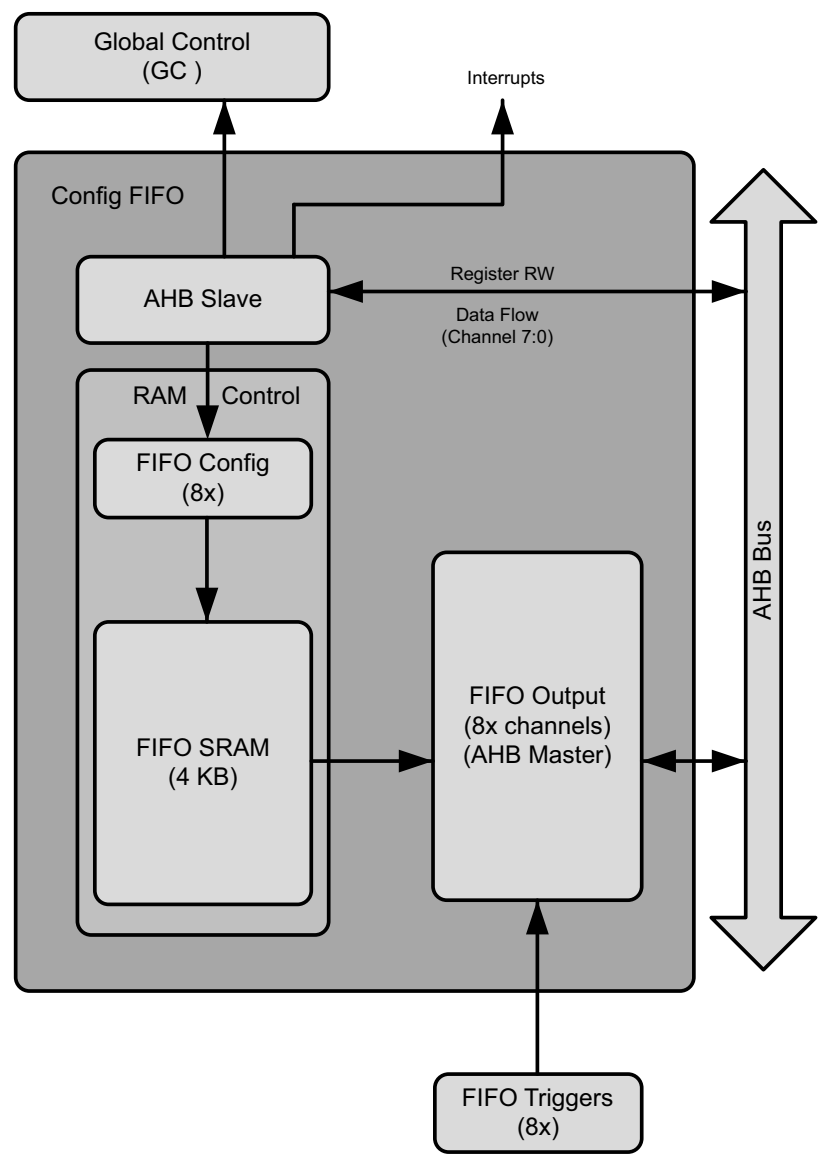 Global Control
(GC )
Interrupts
Config FIFO
AHB Slave
Register RW
Data Flow
(Channel 7:0)
RAM Control
FIFO Config
(8x)
AHB Bus
FIFO Output
(8x channels)
(AHB Master)
FIFO SRAM
(4 KB)
FIFO Triggers
(8x)